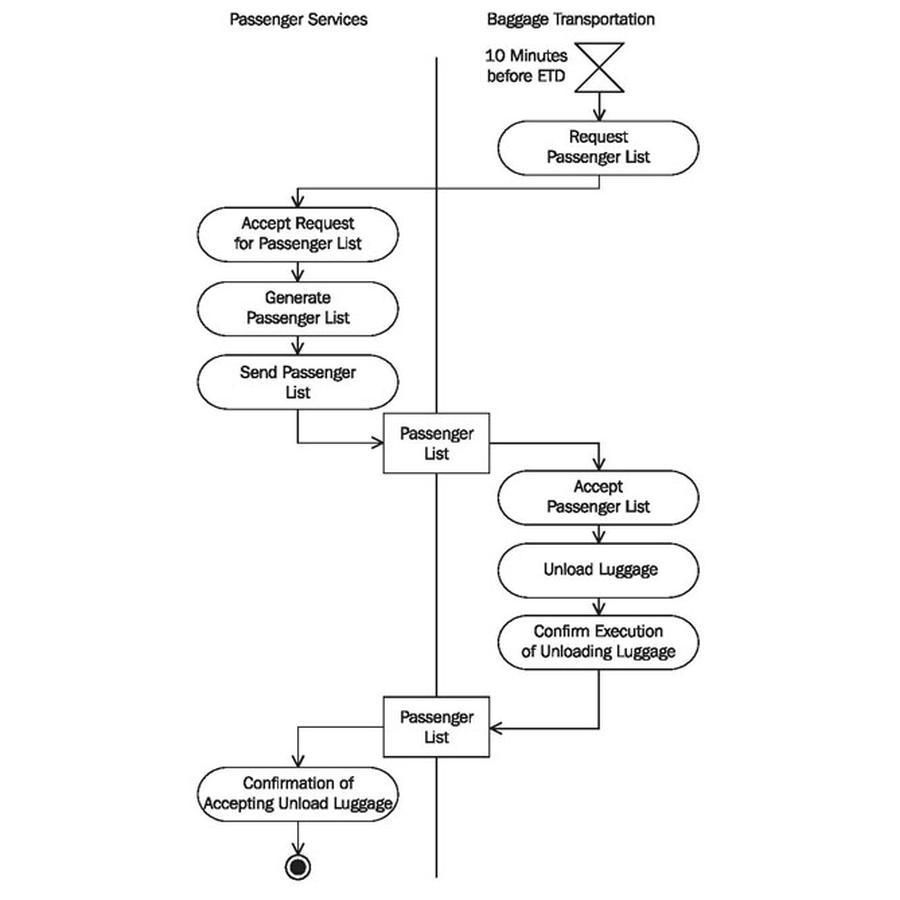 Passenger Services
Baggage Transportation
10 Minutes
before ETD
Request
Passenger List
Accept Request
for Passenger List
Generate
Passenger List
Send Passenger
List
Passenger
List
Accept
Passenger List
Unload Luggage
Confirm Execution
of Unloading Luggage
Passenger
List
Confirmation of
Accepting Unload Luggage